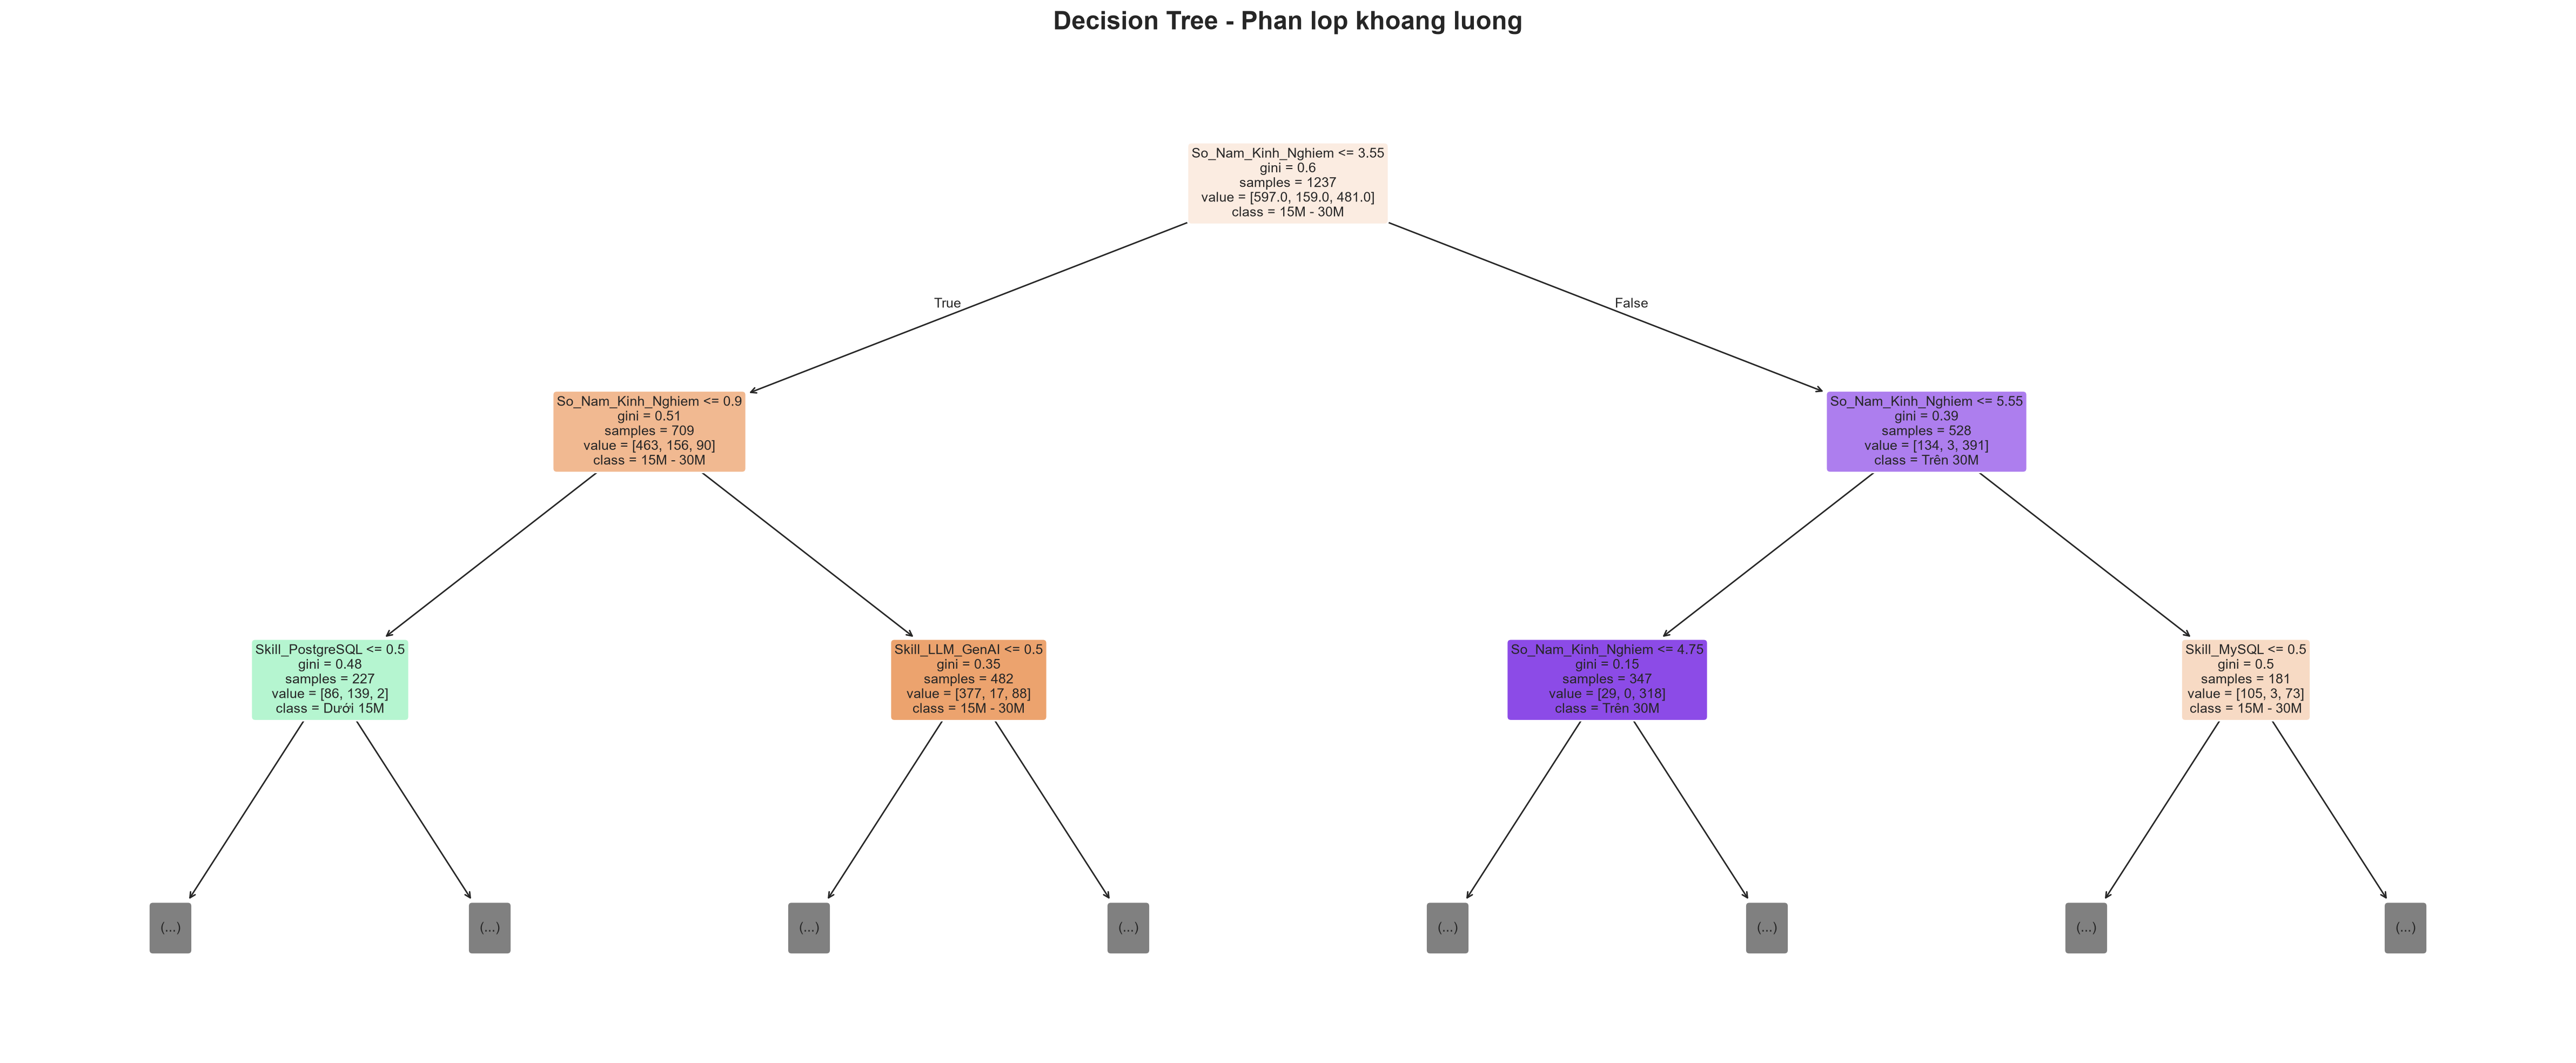 Decision Tree - Phan lop khoang luong
So_Nam_Kinh_Nghiem <= 3.55
gini = 0.6
samples = 1237
value = [597.0, 159.0, 481.0]
class = 15M - 30M
True
False
So_Nam_Kinh_Nghiem <= 0.9
gini = 0.51
samples = 709
value = [463, 156, 90]
class = 15M - 30M
So_Nam_Kinh_Nghiem <= 5.55
gini = 0.39
samples = 528
value = [134, 3, 391]
class = Trên 30M
Skill_PostgreSQL <= 0.5
gini = 0.48
samples = 227
value = [86, 139, 2]
class = Dưới 15M
Skill_LLM_GenAI <= 0.5
gini = 0.35
samples = 482
value = [377, 17, 88]
class = 15M - 30M
So_Nam_Kinh_Nghiem <= 4.75
gini = 0.15
samples = 347
value = [29, 0, 318]
class = Trên 30M
Skill_MySQL <= 0.5
gini = 0.5
samples = 181
value = [105, 3, 73]
class = 15M - 30M
(...)
(...)
(...)
(...)
(...)
(...)
(...)
(...)